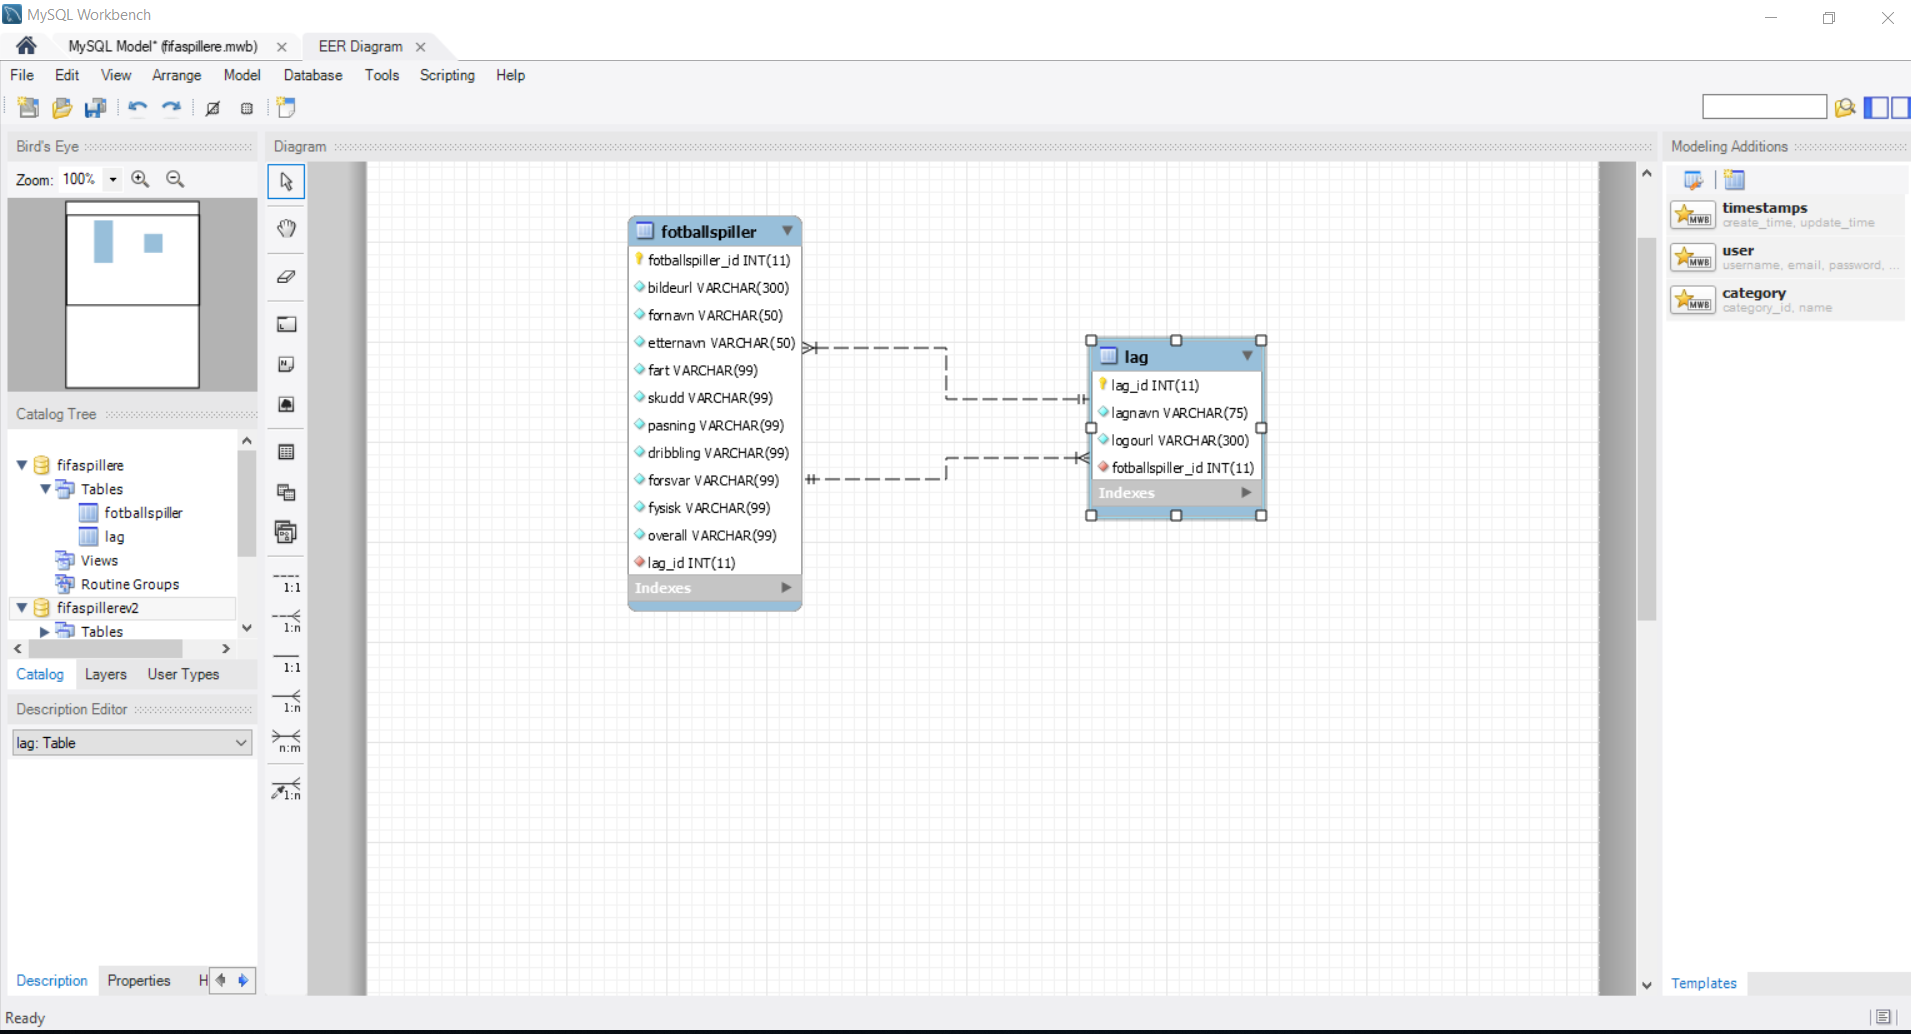 MySQL Workbench
MySQL Model* (fifaspillere.mwb)
EER Diagram
File Edit View Arrange Model Database Tools Scripting Help
Bird's Eye
Diagram
Modeling Additions
Zoom: 100%
timestamps
create_time, update_time
user
username, email, password, ...
category
category_id, name
fotballspiller
fotballspiller_id INT(11)
bildeurl VARCHAR(300)
fornavn VARCHAR(50)
etternavn VARCHAR(50)
fart VARCHAR(99)
skudd VARCHAR(99)
pasning VARCHAR(99)
dribbling VARCHAR(99)
forsvar VARCHAR(99)
fysisk VARCHAR(99)
overall VARCHAR(99)
lag_id INT(11)
Indexes
lag
lag_id INT(11)
lagnavn VARCHAR(75)
logourl VARCHAR(300)
fotballspiller_id INT(11)
Indexes
Catalog Tree
fifaspillere
Tables
fotballspiller
lag
Views
Routine Groups
fifaspillerev2
Tables
Catalog Layers User Types
1:1
1:n
1:1
1:n
n:m
1:n
Description Editor
lag: Table
Description Properties H
Templates
Ready